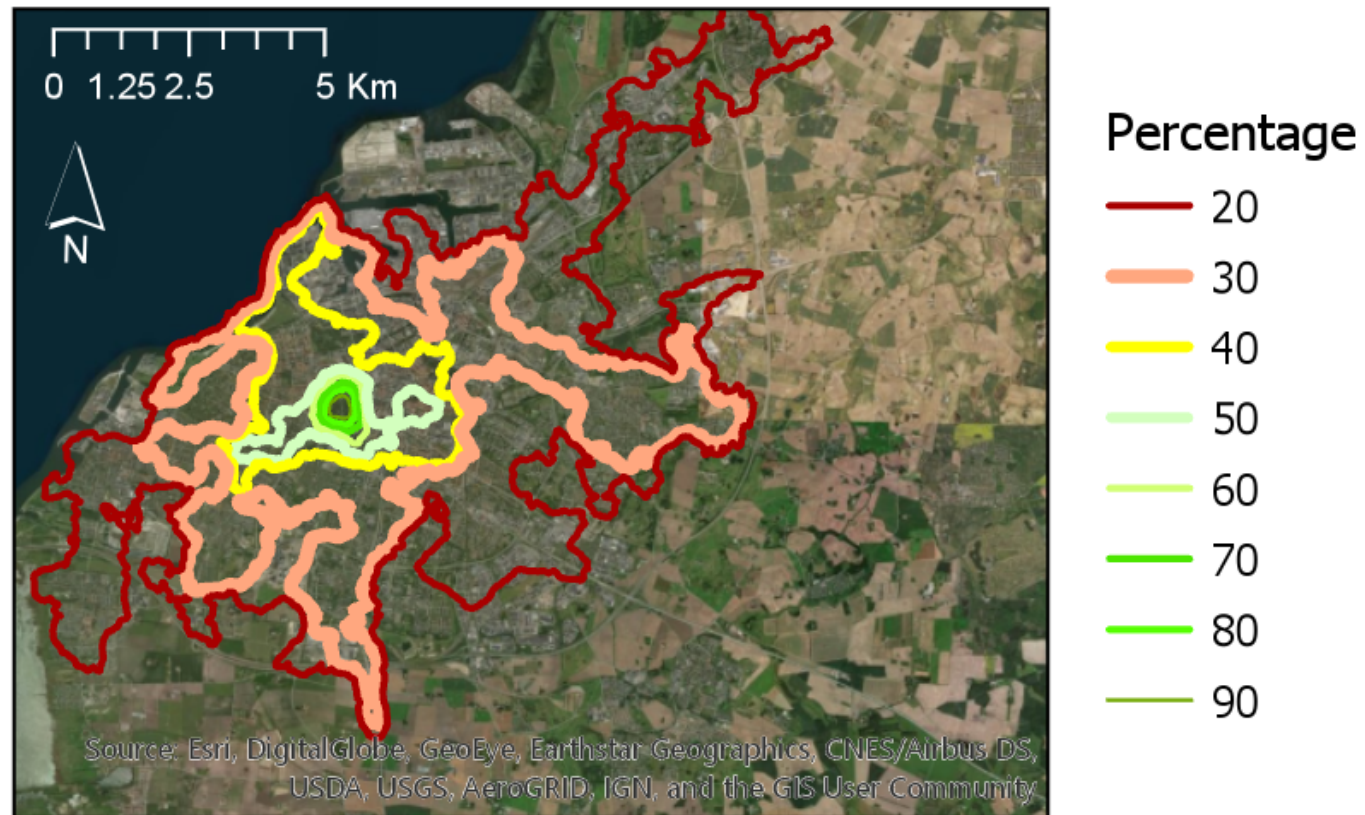 0 1.25 2.5 5 Km
N
Source: Esri, DigitalGlobe, GeoEye, Earthstar Geographics, CNES/Airbus DS,
USDA, USGS, AeroGRID, IGN, and the GIS User Community
Percentage
20
30
40
50
60
70
80
90